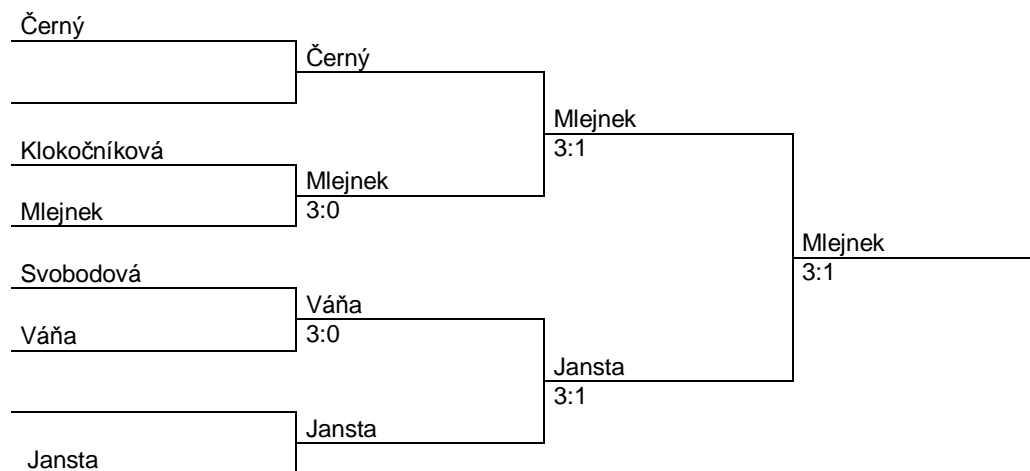 Černý
Černý
Mlejnek
3:1
Klokočníková
Mlejnek
3:0
Mlejnek
Mlejnek
3:1
Svobodová
Váňa
3:0
Váňa
Jansta
3:1
Jansta
Jansta